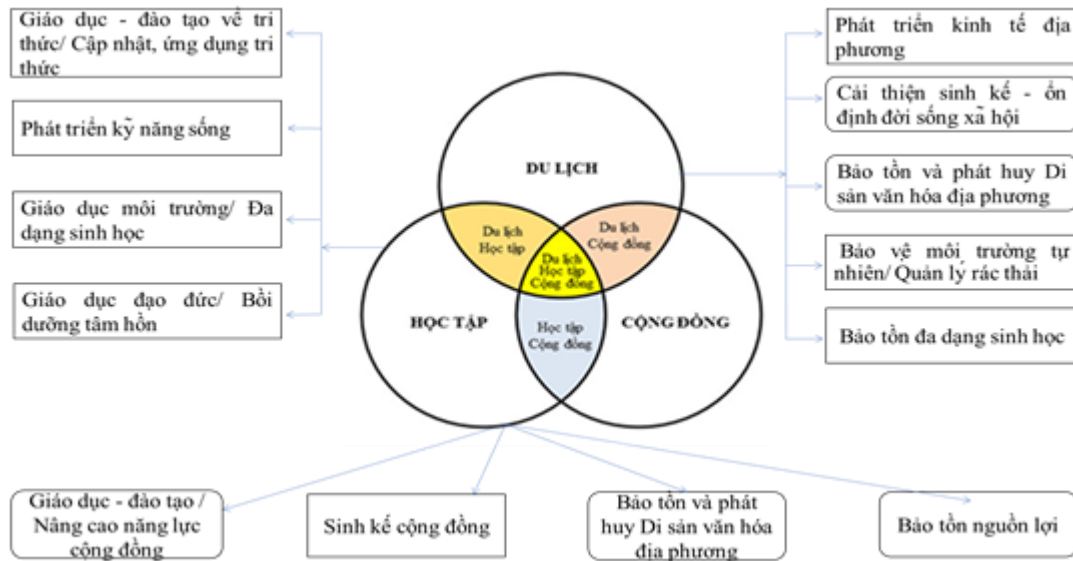 Giáo dục - đào tạo về tri
thức/ Cập nhật, ứng dụng tri
thức
Phát triển kỹ năng sống
Giáo dục môi trường/ Đa
dạng sinh học
Giáo dục đạo đức/ Bồi
dưỡng tâm hồn
DU LỊCH
Du lịch
Học tập
Du lịch
Cộng đồng
Du lịch
Học tập
Cộng đồng
HỌC TẬP
Học tập
Cộng đồng
CỘNG ĐỒNG
Phát triển kinh tế địa
phương
Cải thiện sinh kế - ổn
định đời sống xã hội
Bảo tồn và phát huy Di
sản văn hóa địa phương
Bảo vệ môi trường tự
nhiên/ Quản lý rác thải
Bảo tồn đa dạng sinh học
Giáo dục - đào tạo /
Nâng cao năng lực
cộng đồng
Sinh kế cộng đồng
Bảo tồn và phát
huy Di sản văn hóa
địa phương
Bảo tồn nguồn lợi